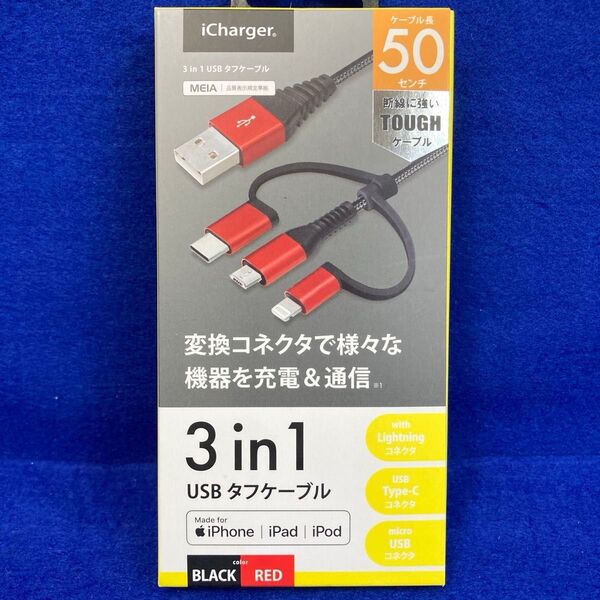 iCharger®
3 in 1 USB タフケーブル
MEIA
ケーブル長
50
センチ
断線に強い
TOUGH
ケーブル
変換コネクタで様々な
機器を充電&通信 ※1
3 in 1
USB タフケーブル
Made for
iPhone | iPad | iPod
with
Lightning
コネクタ
USB
Type-C
コネクタ
micro
USB
コネクタ
color
BLACK RED